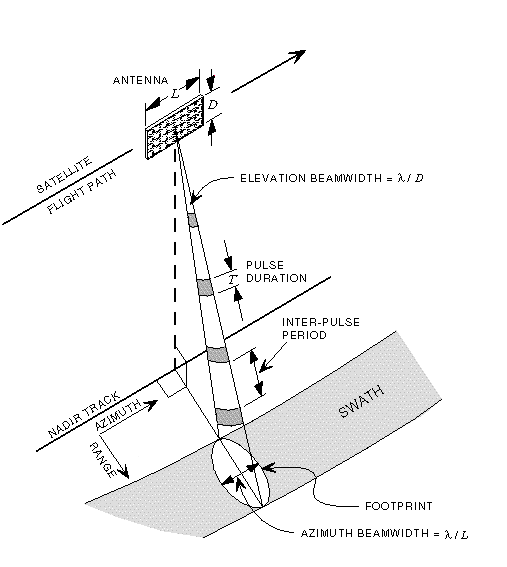 ANTENNA
L
D
SATELLITE
FLIGHT PATH
ELEVATION BEAMWIDTH = λ / D
PULSE
DURATION
T
INTER-PULSE
PERIOD
NADIR TRACK
AZIMUTH
RANGE
SWATH
FOOTPRINT
AZIMUTH BEAMWIDTH = λ/L